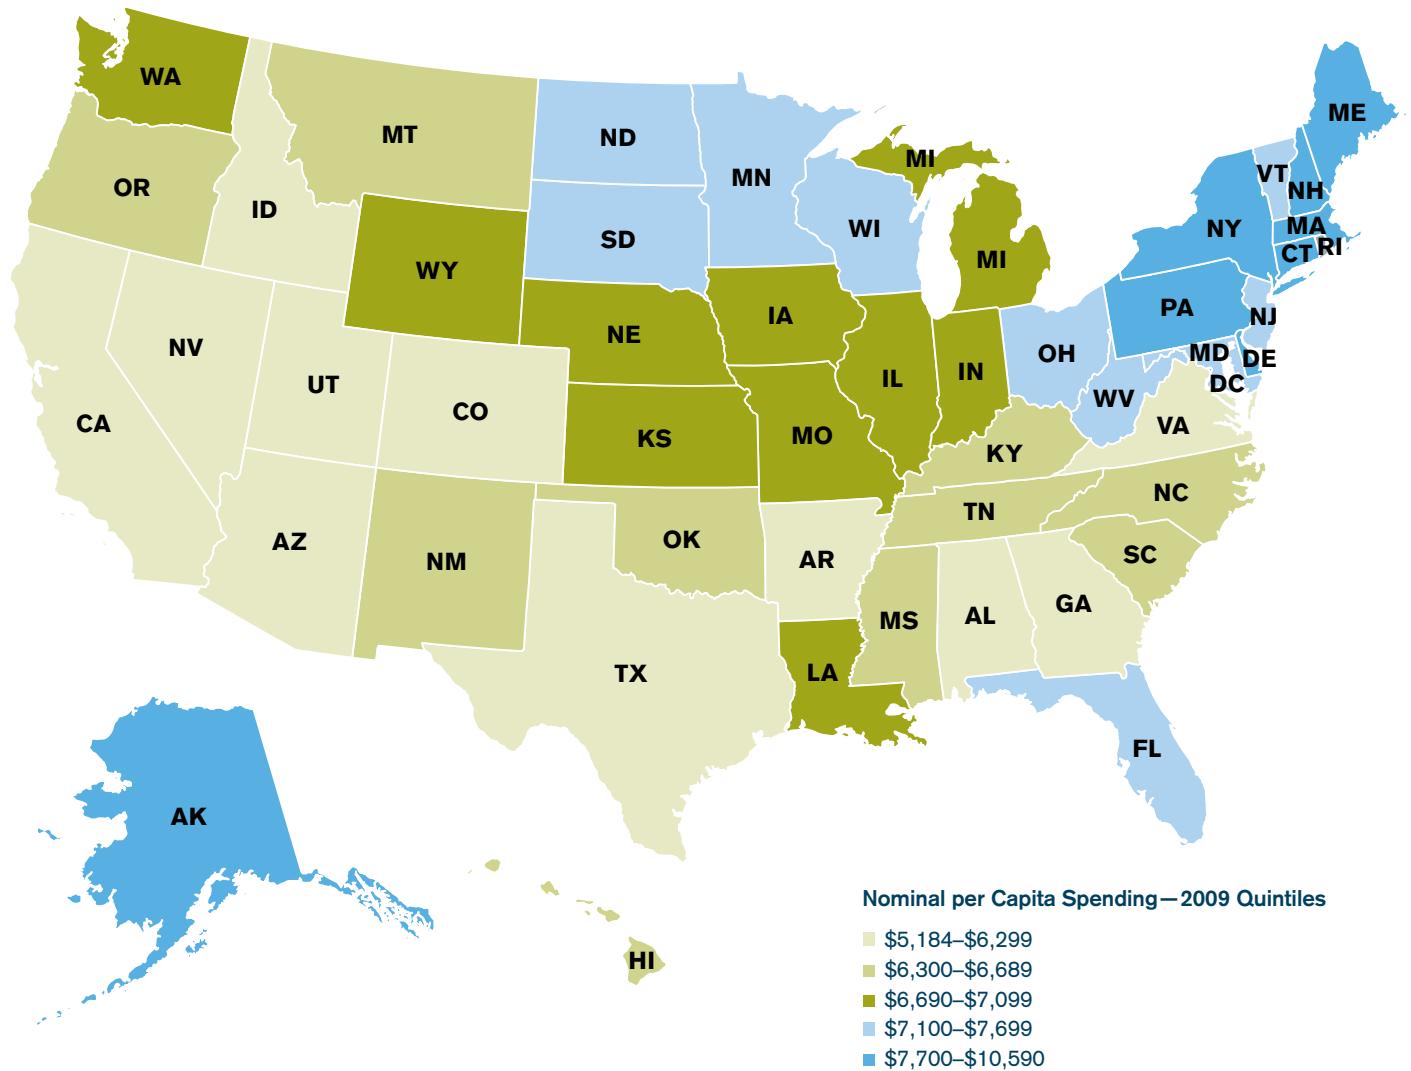 WA
ME
MT
ND
MI
MN
VT
OR
NH
ID
MA
NY
WI
SD
RI
CT
MI
WY
PA
IA
NJ
NE
NV
OH
MD
DE
IN
IL
UT
DC
WV
CO
CA
VA
MO
KS
KY
NC
TN
AZ
OK
SC
AR
NM
GA
AL
MS
TX
LA
FL
AK
HI
Nominal per Capita Spending—2009 Quintiles
$5,184–$6,299
$6,300–$6,689
$6,690–$7,099
$7,100–$7,699
$7,700–$10,590